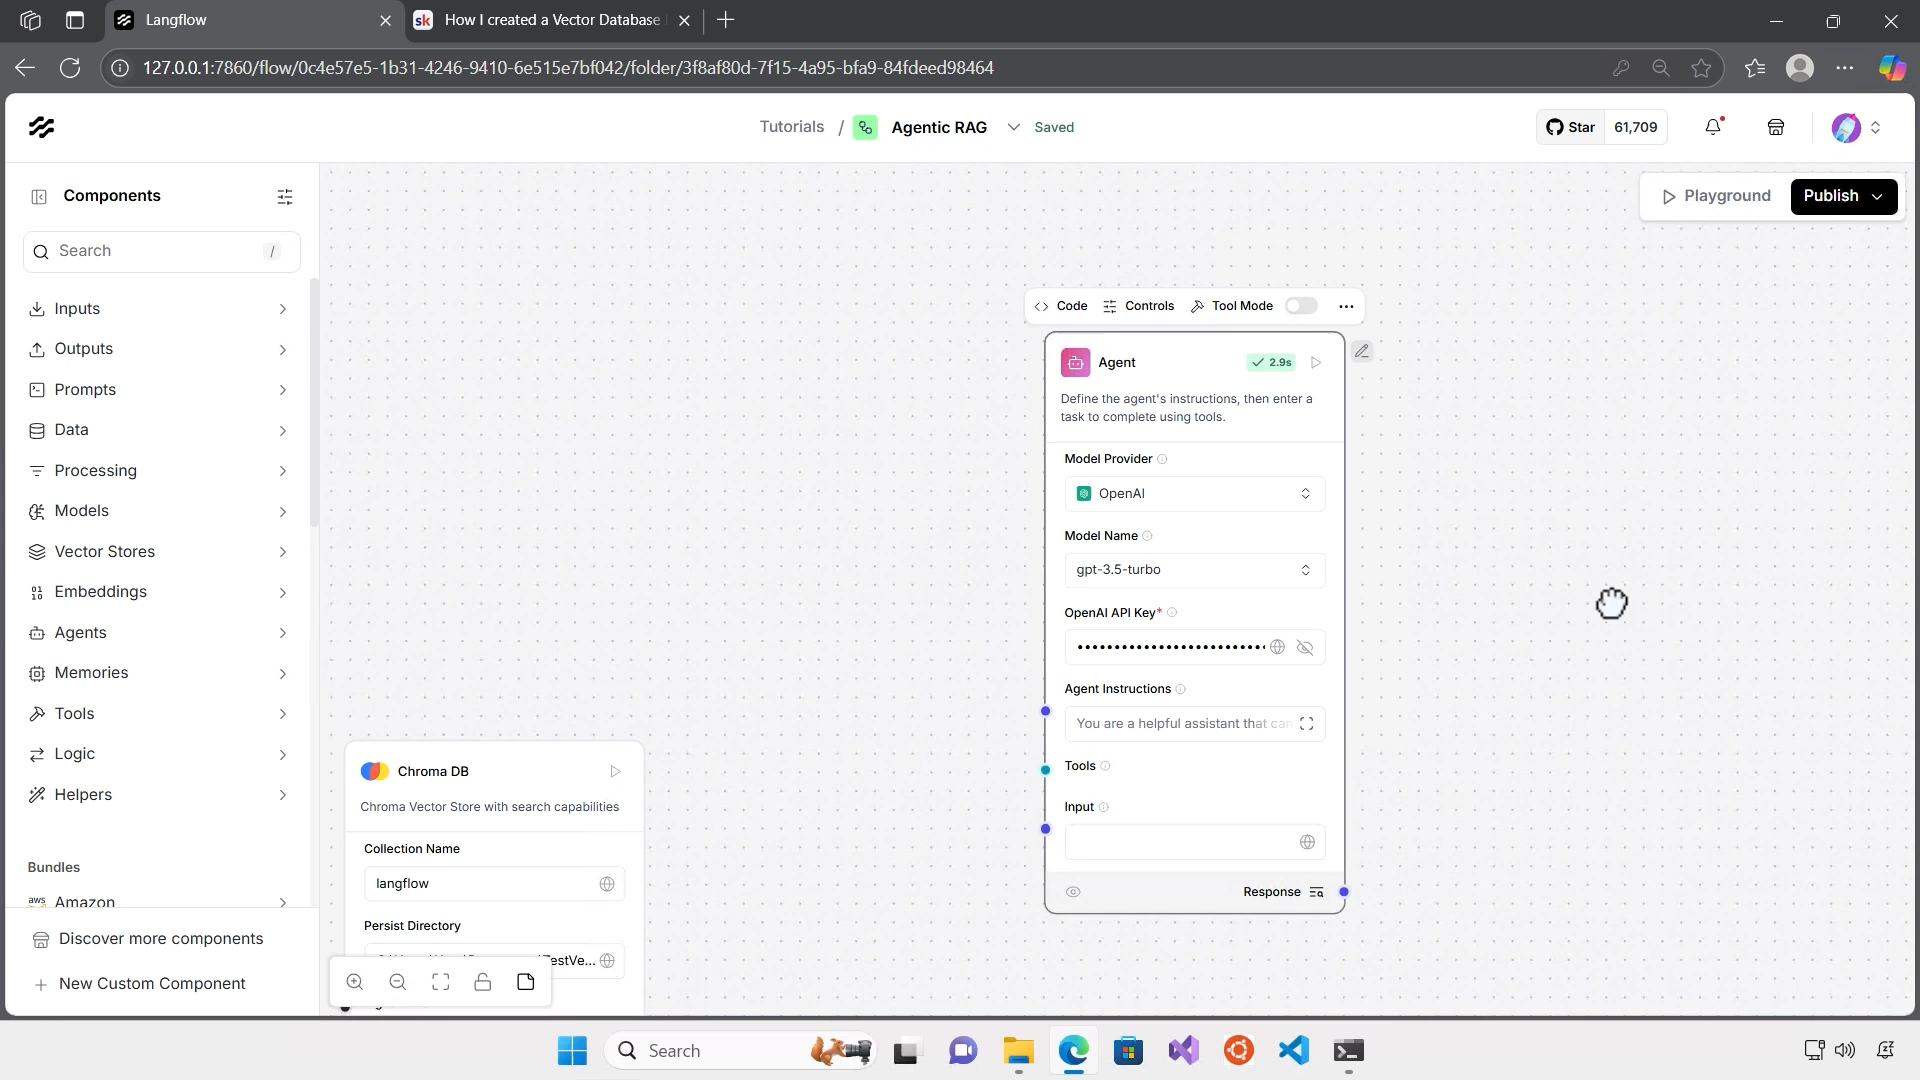 Langflow
sk How I created a Vector Database
127.0.0.1:7860/flow/0c4e57e5-1b31-4246-9410-6e515e7bf042/folder/3f8af80d-7f15-4a95-bfa9-84fdeed98464
Tutorials / Agentic RAG Saved
Star 61,709
Components
Playground
Publish
Search /
Inputs
Outputs
Prompts
Data
Processing
Models
Vector Stores
Embeddings
Agents
Memories
Tools
Logic
Helpers
Bundles
aws Amazon
Discover more components
New Custom Component
Code Controls Tool Mode
Agent 2.9s
Define the agent's instructions, then enter a
task to complete using tools.
Model Provider
OpenAI
Model Name
gpt-3.5-turbo
OpenAI API Key*
••••••••••••••••••••••••••
Agent Instructions
You are a helpful assistant that can
Tools
Input
Response
Chroma DB
Chroma Vector Store with search capabilities
Collection Name
langflow
Persist Directory
estVe...
Search